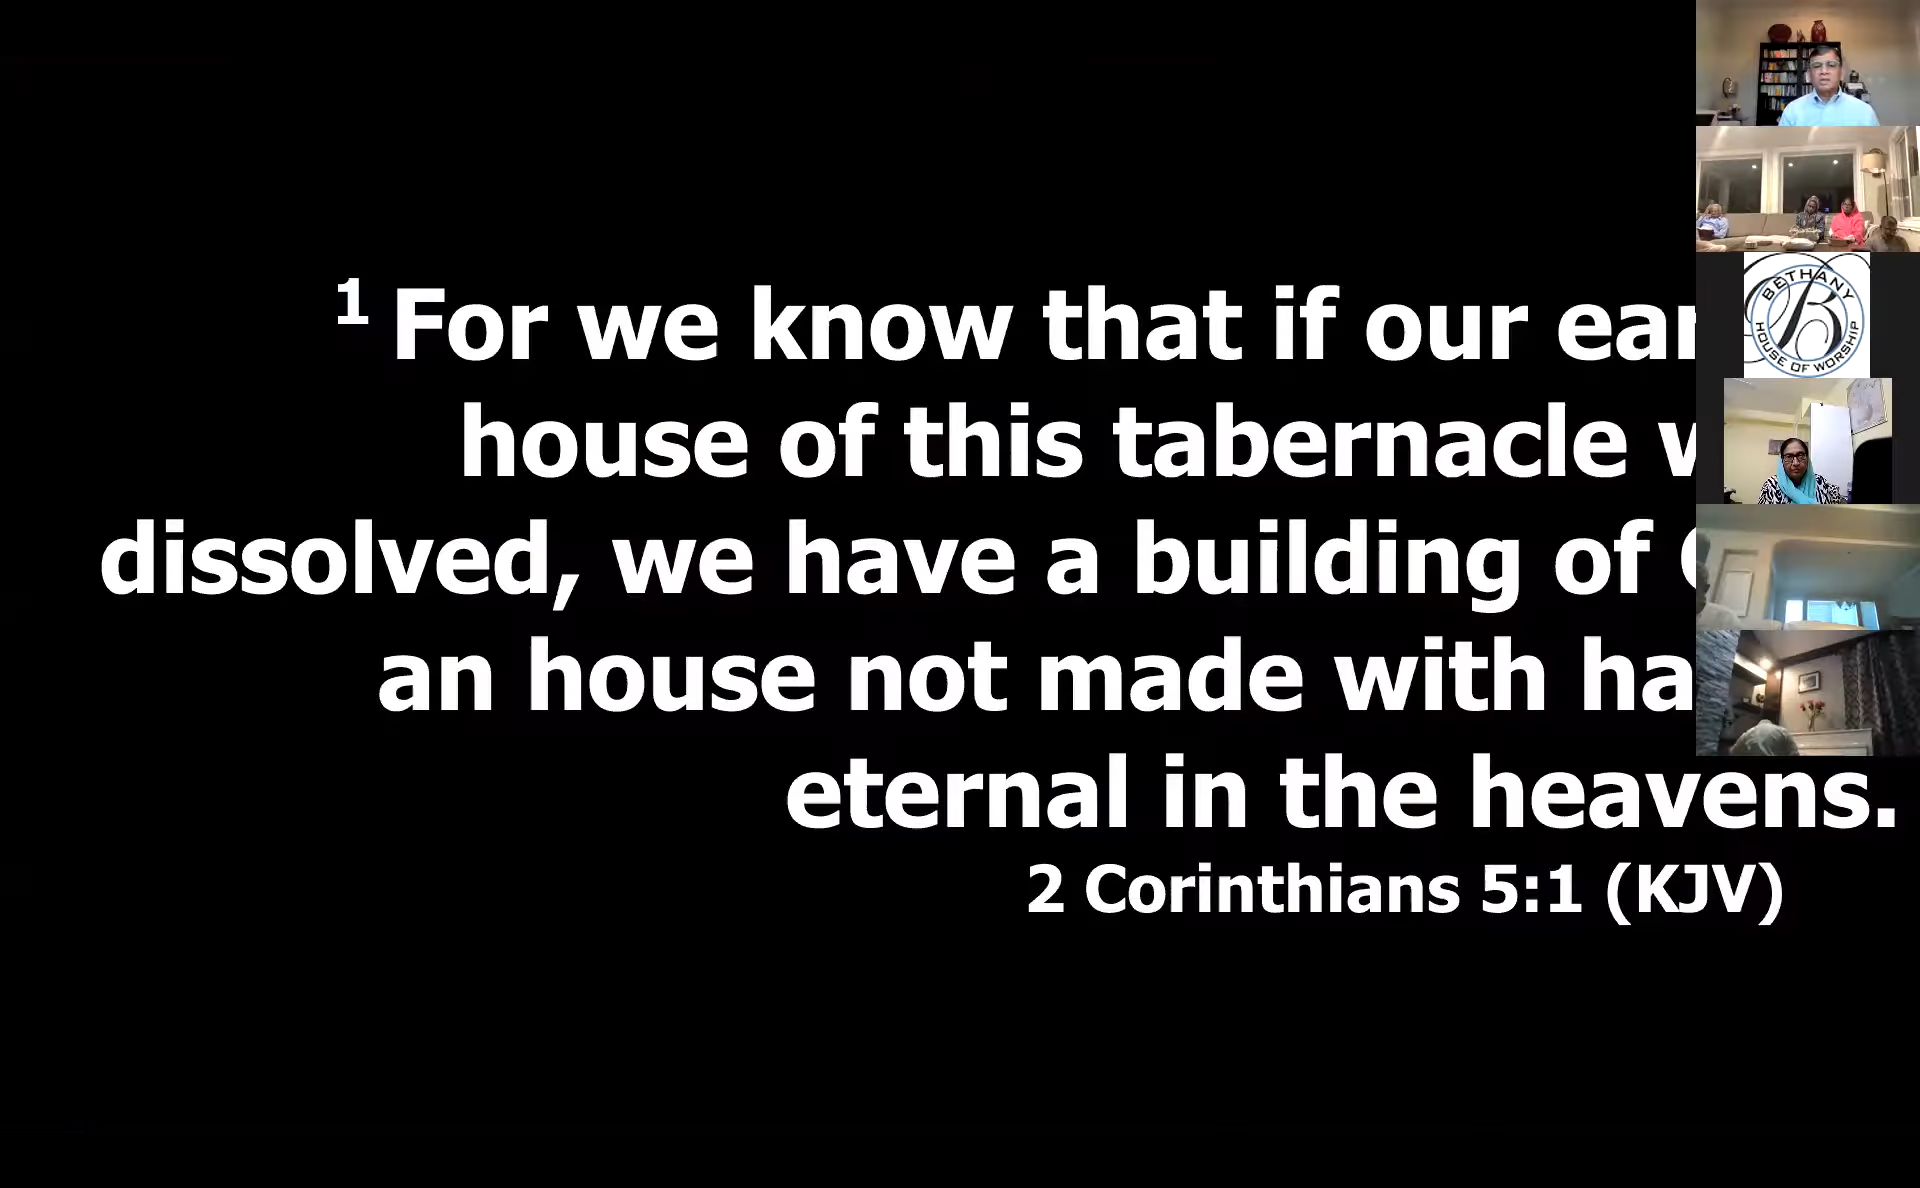 1 For we know that if our ear
house of this tabernacle w
dissolved, we have a building of
an house not made with ha
eternal in the heavens.
2 Corinthians 5:1 (KJV)
BETHANY
B
HOUSE OF WORSHIP